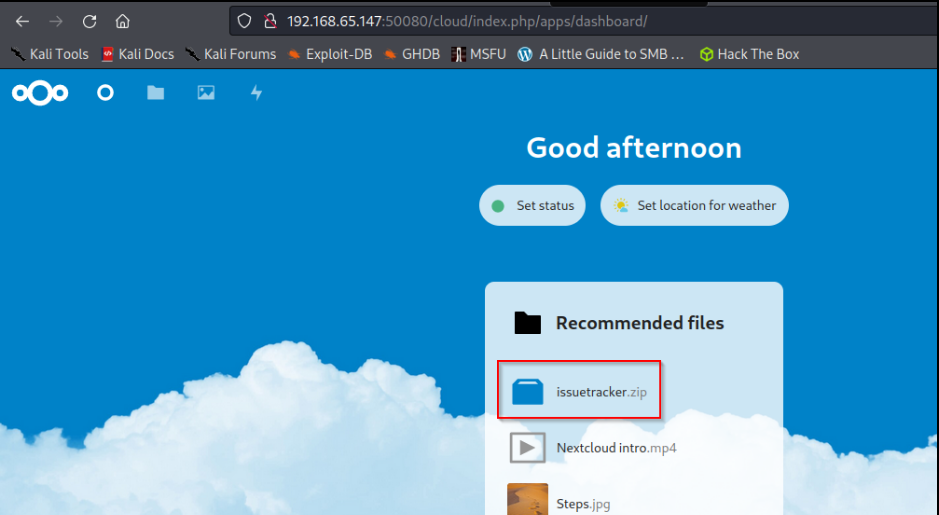 192.168.65.147:50080/cloud/index.php/apps/dashboard/
Kali Tools Kali Docs Kali Forums Exploit-DB GHDB MSFU A Little Guide to SMB ... Hack The Box
Good afternoon
Set status Set location for weather
Recommended files
issuetracker.zip
Nextcloud intro.mp4
Steps.jpg